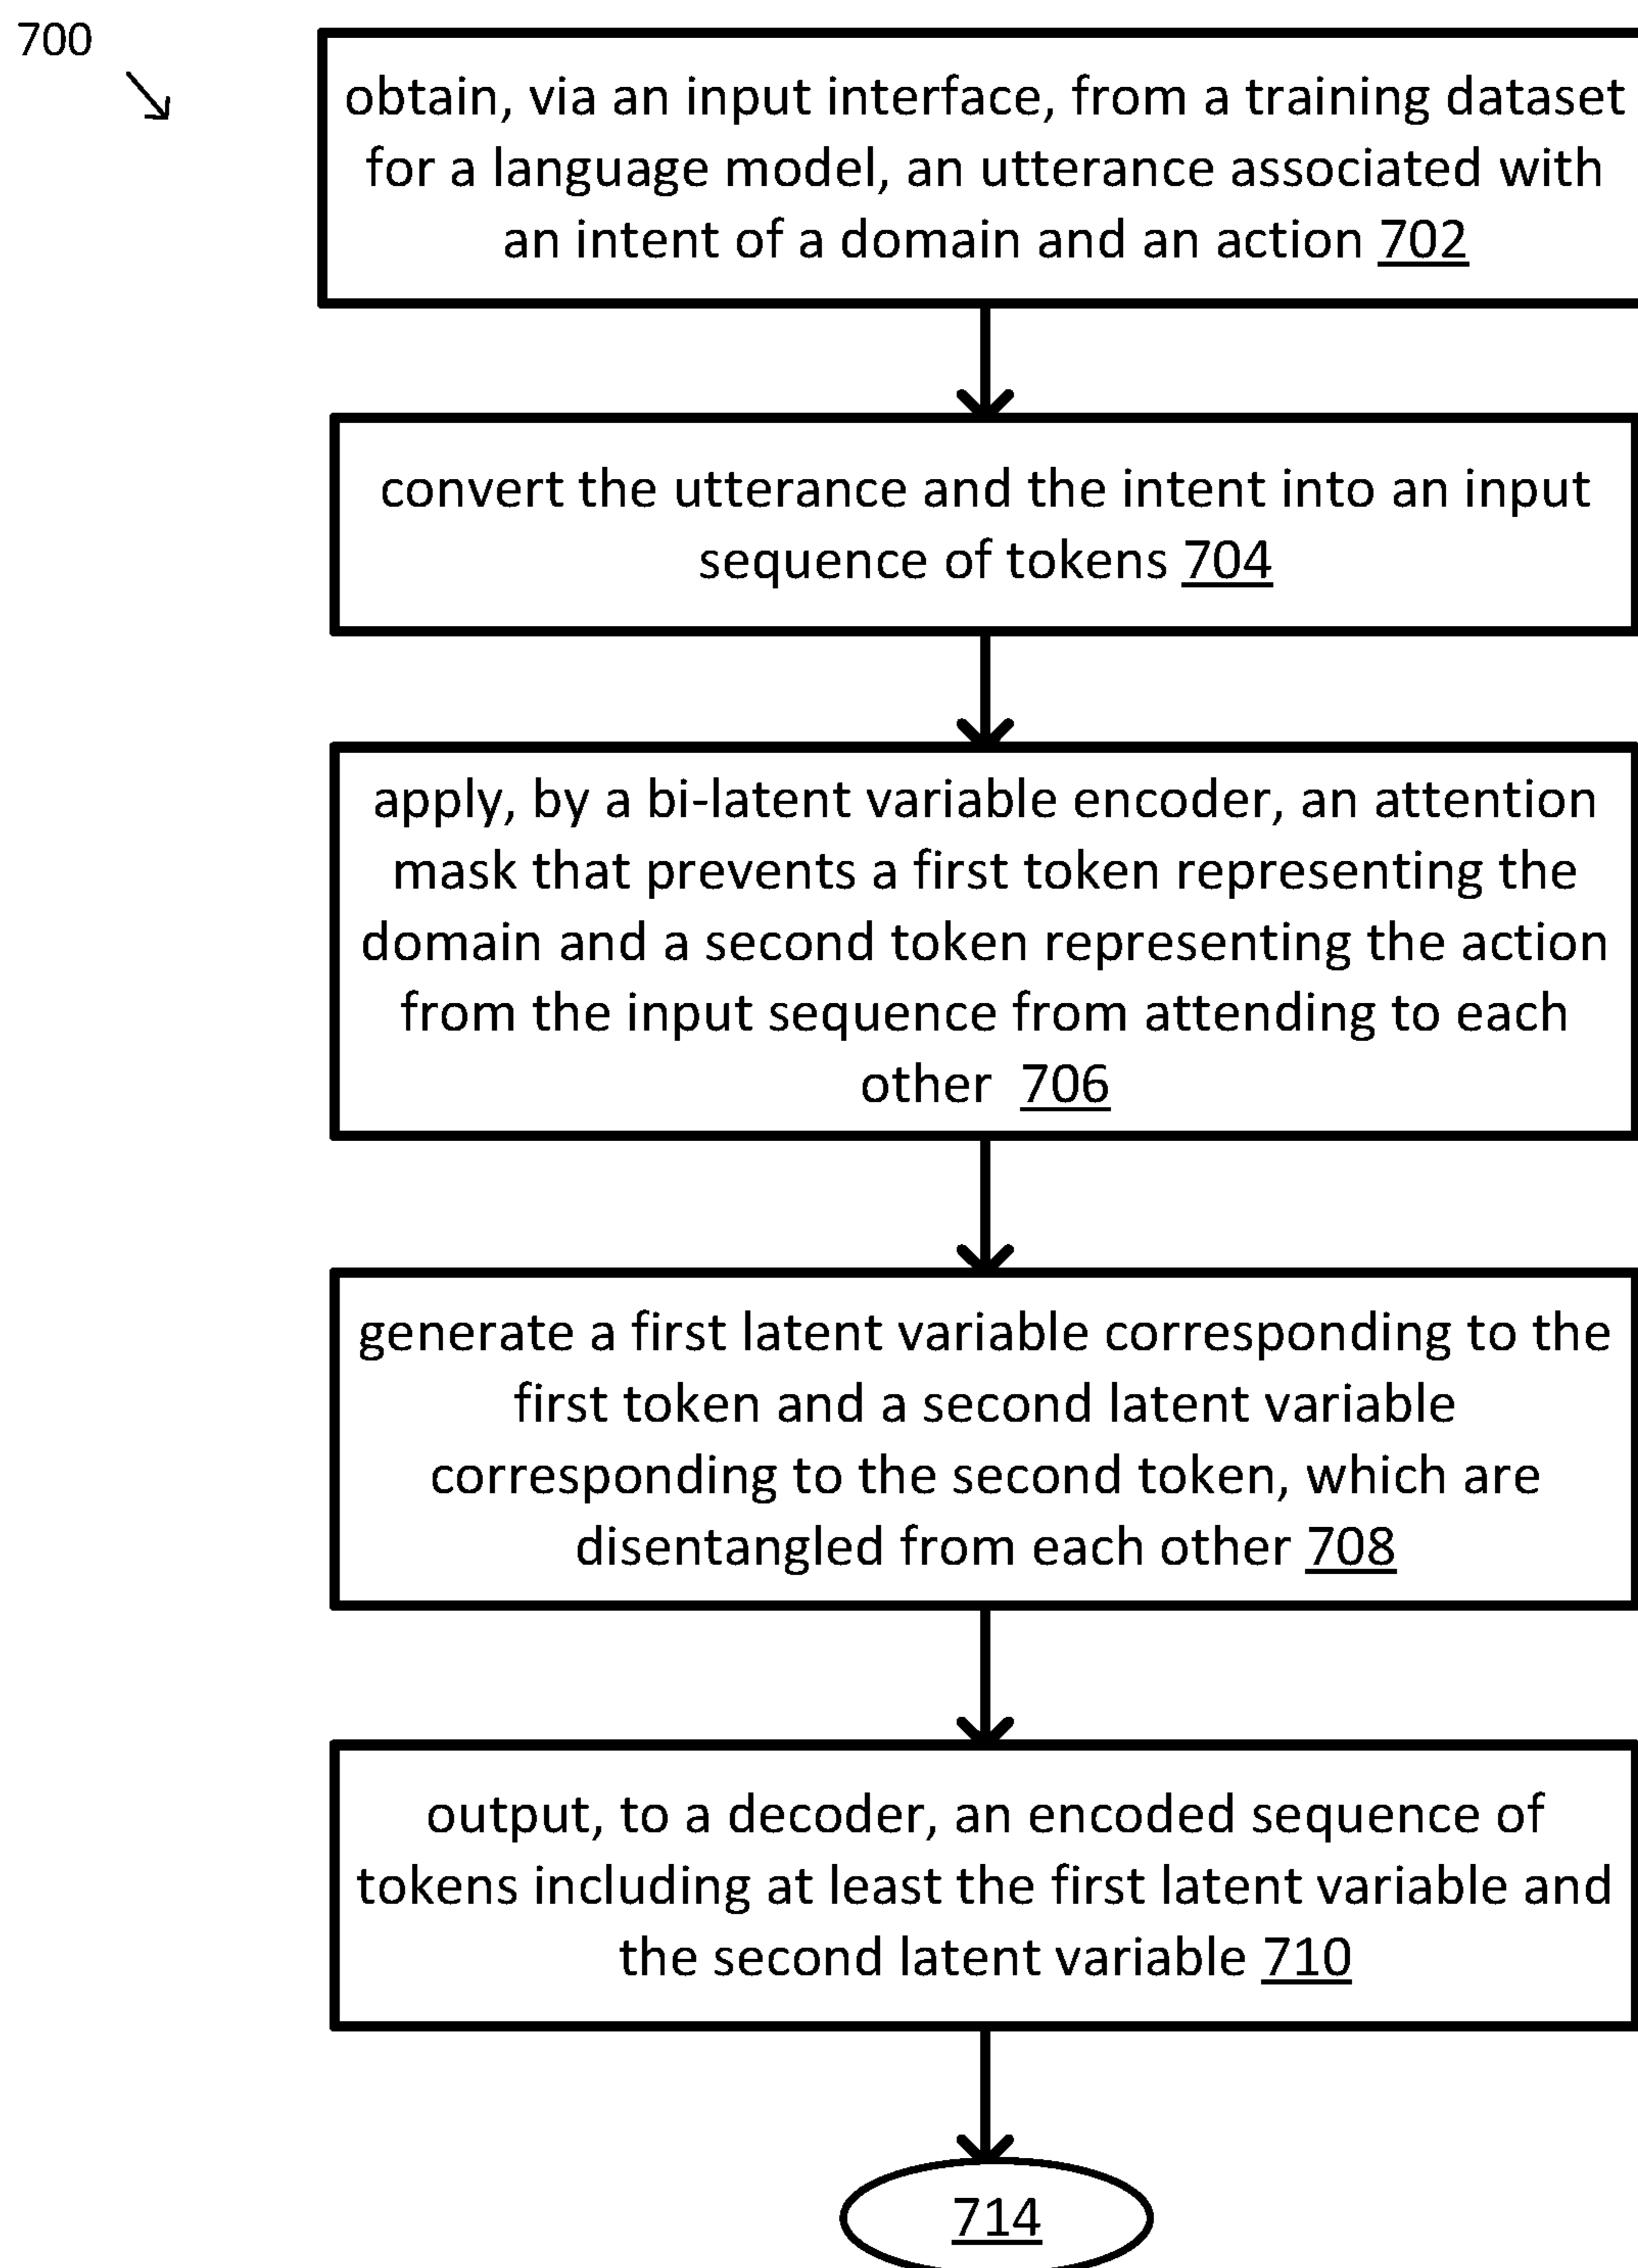 700
obtain, via an input interface, from a training dataset
for a language model, an utterance associated with
an intent of a domain and an action 702
convert the utterance and the intent into an input
sequence of tokens 704
apply, by a bi-latent variable encoder, an attention
mask that prevents a first token representing the
domain and a second token representing the action
from the input sequence from attending to each
other 706
generate a first latent variable corresponding to the
first token and a second latent variable
corresponding to the second token, which are
disentangled from each other 708
output, to a decoder, an encoded sequence of
tokens including at least the first latent variable and
the second latent variable 710
714